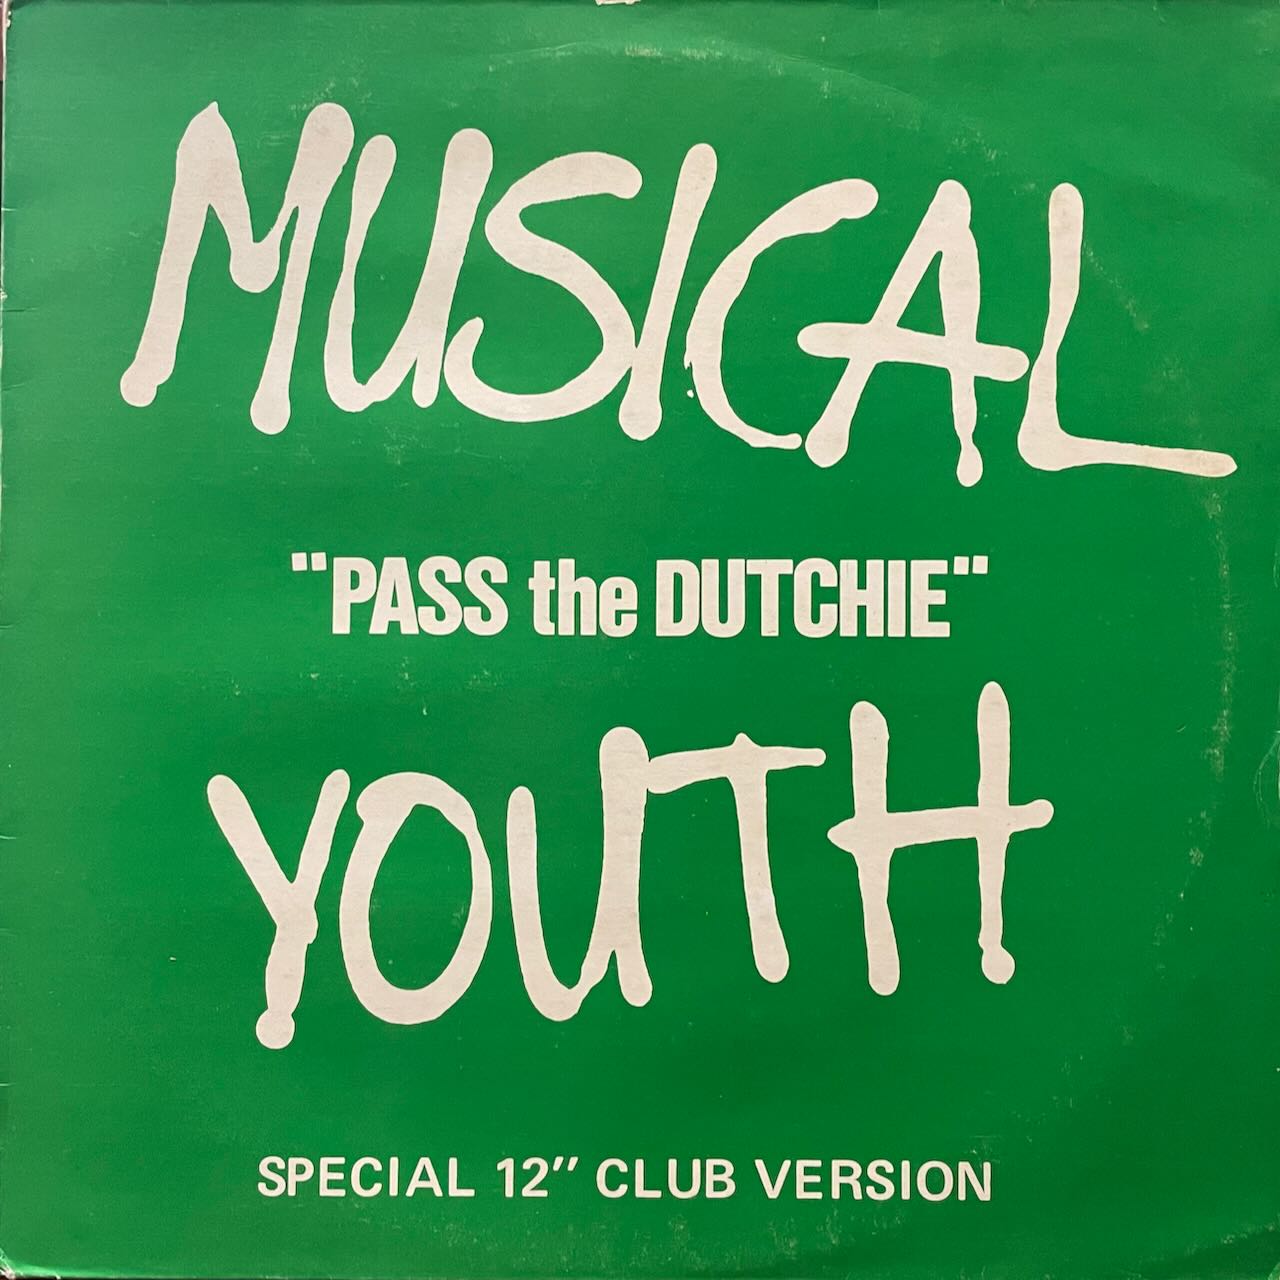 MUSICAL
"PASS the DUTCHIE"
YOUTH
SPECIAL 12" CLUB VERSION